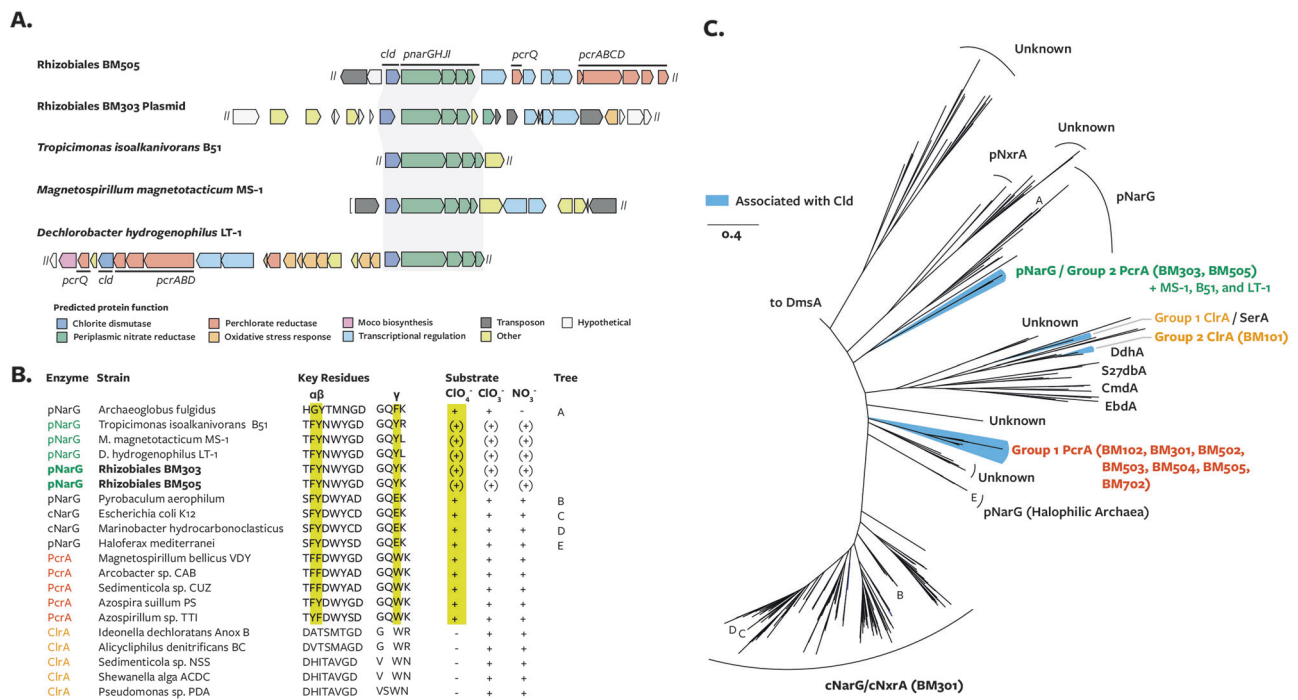 A.
cld pnarGHJI pcrQ pcrABCD
Rhizobiales BM505
// //
Rhizobiales BM303 Plasmid
// //
Tropicimonas isoalkanivorans B51
// //
Magnetospirillum magnetotacticum MS-1
//
Dechlorobacter hydrogenophilus LT-1
// //
pcrQ cld pcrABD
Predicted protein function
Chlorite dismutase Perchlorate reductase Moco biosynthesis Transposon Hypothetical
Periplasmic nitrate reductase Oxidative stress response Transcriptional regulation Other
B.
Enzyme Strain Key Residues Substrate Tree
αβ γ ClO4- ClO3- NO3-
pNarG Archaeoglobus fulgidus HGYTMNGD GQFK + + - A
pNarG Tropicimonas isoalkanivorans B51 TFYNWYGD GQYR (+) (+) (+)
pNarG M. magnetotacticum MS-1 TFYNWYGD GQYL (+) (+) (+)
pNarG D. hydrogenophilus LT-1 TFYNWYGD GQYL (+) (+) (+)
pNarG Rhizobiales BM303 TFYNWYGD GQYK (+) (+) (+)
pNarG Rhizobiales BM505 TFYNWYGD GQYK (+) (+) (+)
pNarG Pyrobaculum aerophilum SFYDWYAD GQEK + + + B
cNarG Escherichia coli K12 SFYDWYCD GQEK + + + C
cNarG Marinobacter hydrocarbonoclasticus SFYDWYCD GQEK + + + D
pNarG Haloferax mediterranei SFYDWYSD GQEK + + + E
PcrA Magnetospirillum bellicus VDY TFFDWYGD GQWK + + +
PcrA Arcobacter sp. CAB TFFDWYAD GQWK + + +
PcrA Sedimenticola sp. CUZ TFFDWYAD GQWK + + +
PcrA Azospira suillum PS TFYDWYGD GQWK + + +
PcrA Azospirillum sp. TTI TYFDWYSD GQWK + + +
ClrA Ideonella dechloratans Anox B DATSMTGD G WR - + +
ClrA Alicycliphilus denitrificans BC DVTSMAGD G WR - + +
ClrA Sedimenticola sp. NSS DHITAVGD V WN - + +
ClrA Shewanella alga ACDC DHITAVGD V WN - + +
ClrA Pseudomonas sp. PDA DHITAVGD VSWN - + +
C.
Unknown
Unknown
pNxrA
pNarG
A
Associated with Cld
0.4
pNarG / Group 2 PcrA (BM303, BM505)
+ MS-1, B51, and LT-1
to DmsA
Unknown
Group 1 ClrA / SerA
Group 2 ClrA (BM101)
DdhA
S27dbA
CmdA
EbdA
Unknown
Group 1 PcrA (BM102, BM301, BM502,
BM503, BM504, BM505,
BM702)
Unknown
E
pNarG (Halophilic Archaea)
B
D C
cNarG/cNxrA (BM301)